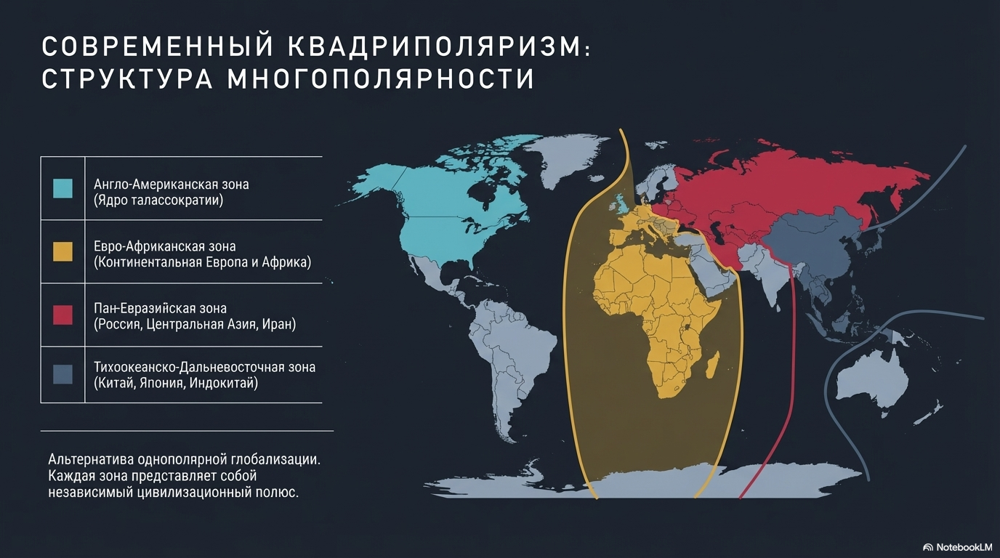 СОВРЕМЕННЫЙ КВАДРИПОЛЯРИЗМ:
СТРУКТУРА МНОГОПОЛЯРНОСТИ
Англо-Американская зона
(Ядро талассократии)
Евро-Африканская зона
(Континентальная Европа и Африка)
Пан-Евразийская зона
(Россия, Центральная Азия, Иран)
Тихоокеанско-Дальневосточная зона
(Китай, Япония, Индокитай)
Альтернатива однополярной глобализации.
Каждая зона представляет собой
независимый цивилизационный полюс.
NotebookLM